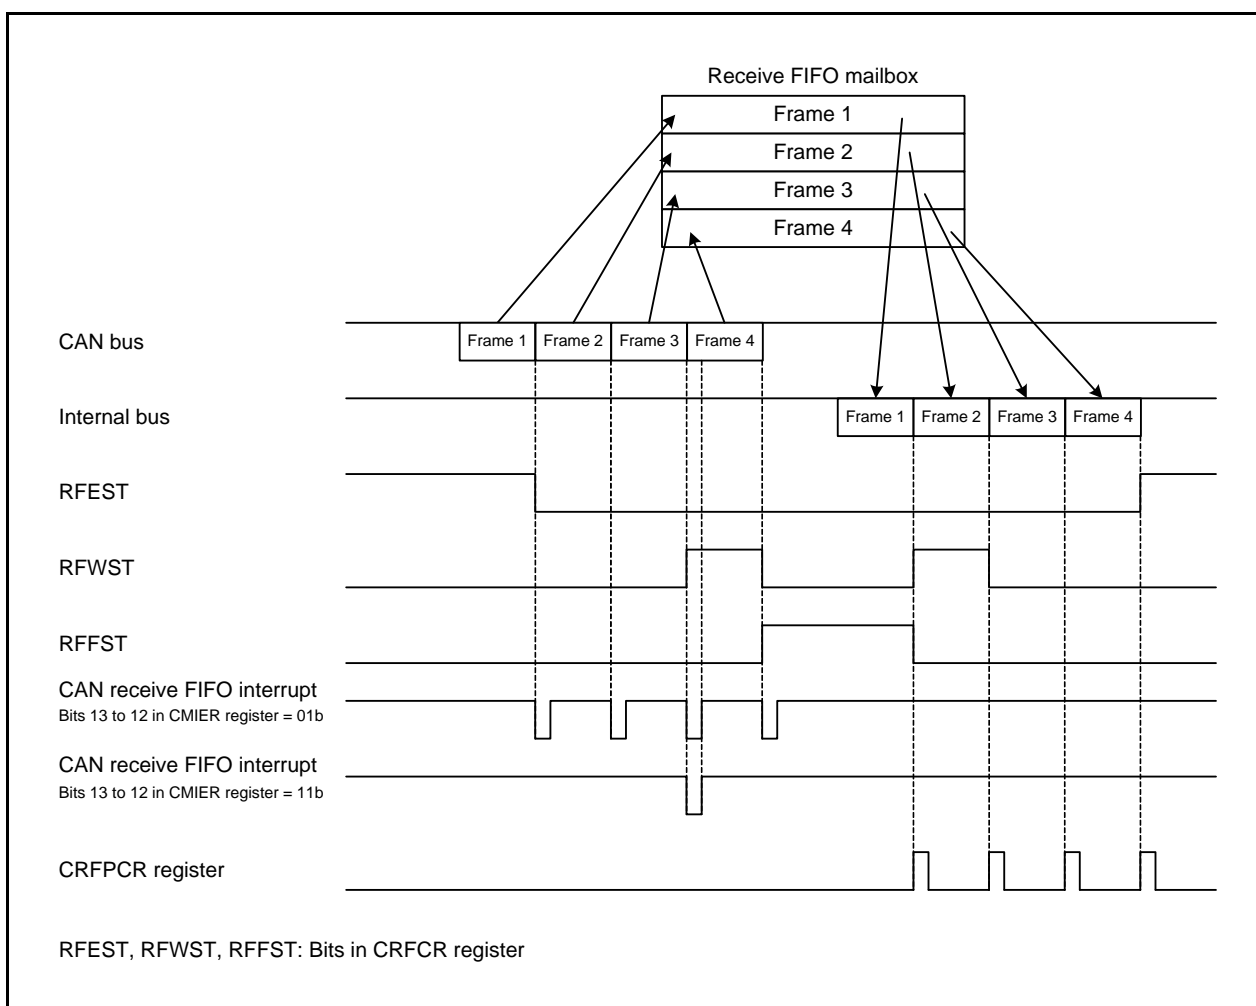 Receive FIFO mailbox
Frame 1
Frame 2
Frame 3
Frame 4
CAN bus
Frame 1 Frame 2 Frame 3 Frame 4
Internal bus
Frame 1 Frame 2 Frame 3 Frame 4
RFEST
RFWST
RFFST
CAN receive FIFO interrupt
Bits 13 to 12 in CMIER register = 01b
CAN receive FIFO interrupt
Bits 13 to 12 in CMIER register = 11b
CRFPCR register
RFEST, RFWST, RFFST: Bits in CRFCR register